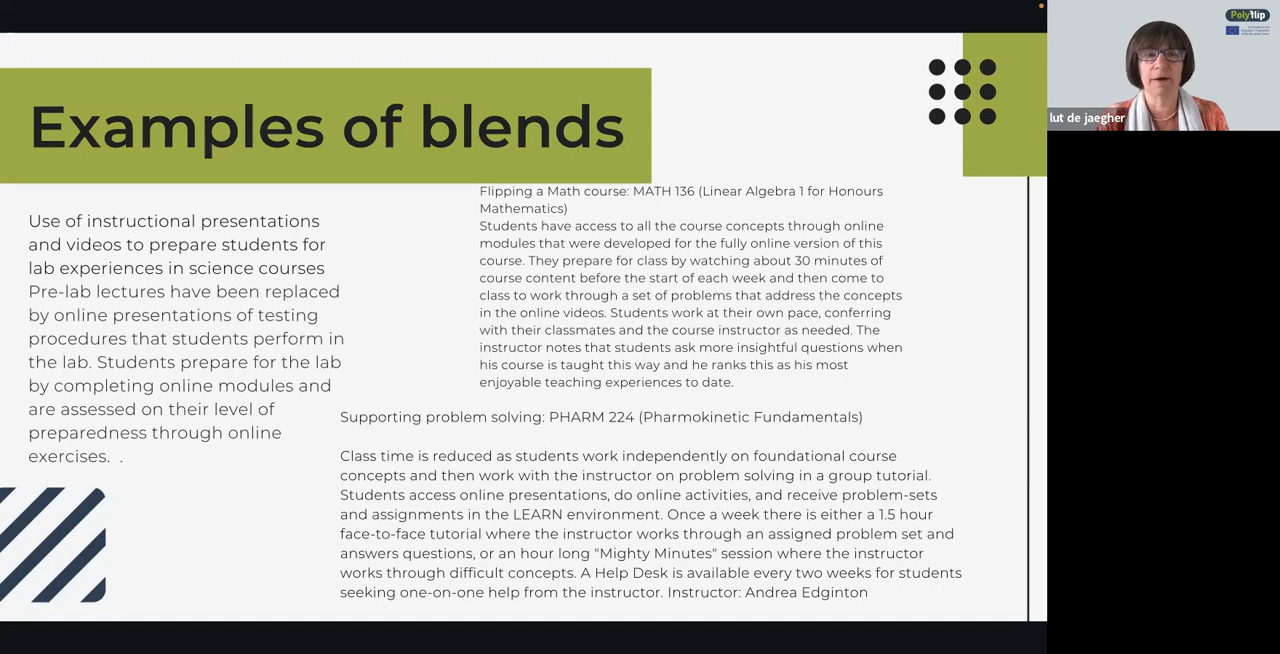 Examples of blends
Use of instructional presentations
and videos to prepare students for
lab experiences in science courses
Pre-lab lectures have been replaced
by online presentations of testing
procedures that students perform in
the lab. Students prepare for the lab
by completing online modules and
are assessed on their level of
preparedness through online
exercises.  .
Flipping a Math course: MATH 136 (Linear Algebra 1 for Honours
Mathematics)
Students have access to all the course concepts through online
modules that were developed for the fully online version of this
course. They prepare for class by watching about 30 minutes of
course content before the start of each week and then come to
class to work through a set of problems that address the concepts
in the online videos. Students work at their own pace, conferring
with their classmates and the course instructor as needed. The
instructor notes that students ask more insightful questions when
his course is taught this way and he ranks this as his most
enjoyable teaching experiences to date.
Supporting problem solving: PHARM 224 (Pharmokinetic Fundamentals)
Class time is reduced as students work independently on foundational course
concepts and then work with the instructor on problem solving in a group tutorial.
Students access online presentations, do online activities, and receive problem-sets
and assignments in the LEARN environment. Once a week there is either a 1.5 hour
face-to-face tutorial where the instructor works through an assigned problem set and
answers questions, or an hour long "Mighty Minutes" session where the instructor
works through difficult concepts. A Help Desk is available every two weeks for students
seeking one-on-one help from the instructor. Instructor: Andrea Edginton
Polyflip
lut de jaegher